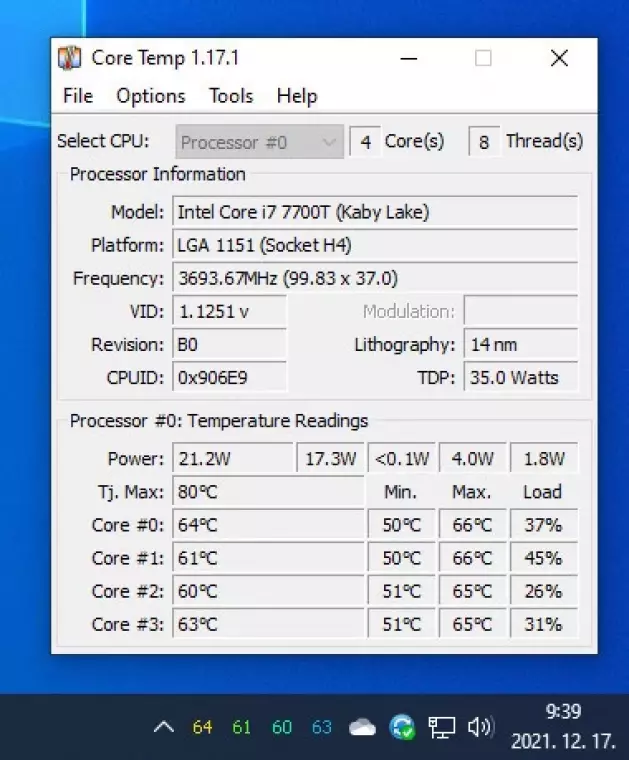 Core Temp 1.17.1
File Options Tools Help
Select CPU: Processor #0 4 Core(s) 8 Thread(s)
Processor Information
Model: Intel Core i7 7700T (Kaby Lake)
Platform: LGA 1151 (Socket H4)
Frequency: 3693.67MHz (99.83 x 37.0)
VID: 1.1251 v Modulation:
Revision: B0 Lithography: 14 nm
CPUID: 0x906E9 TDP: 35.0 Watts
Processor #0: Temperature Readings
Power: 21.2W 17.3W <0.1W 4.0W 1.8W
Tj. Max: 80°C Min. Max. Load
Core #0: 64°C 50°C 66°C 37%
Core #1: 61°C 50°C 66°C 45%
Core #2: 60°C 51°C 65°C 26%
Core #3: 63°C 51°C 65°C 31%
64 61 60 63 9:39
2021. 12. 17.